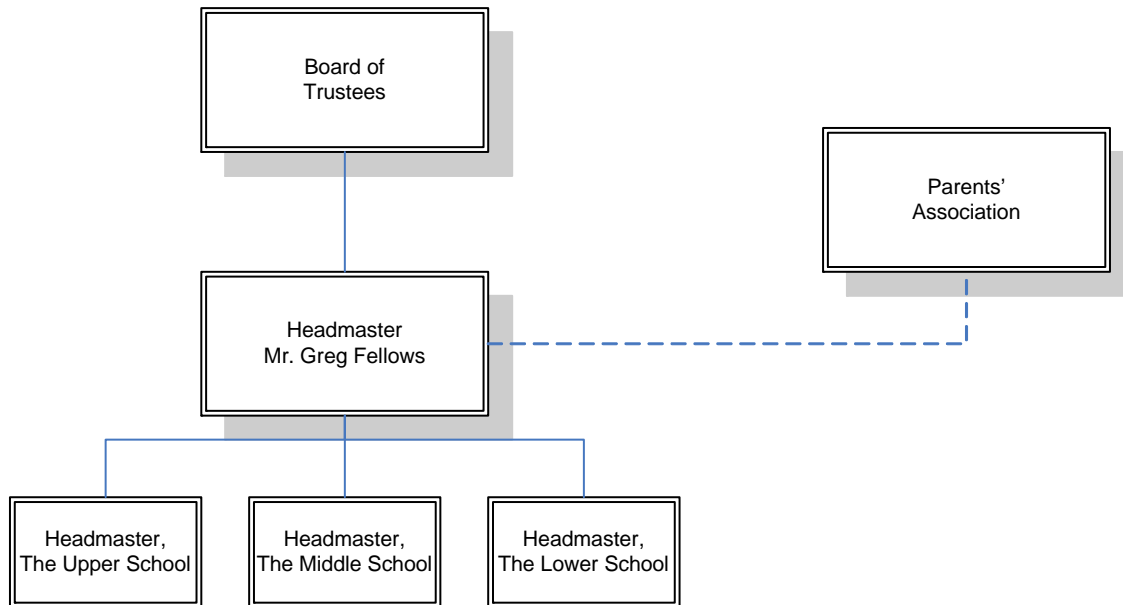 Board of
Trustees
Parents’
Association
Headmaster
Mr. Greg Fellows
Headmaster,
The Upper School
Headmaster,
The Middle School
Headmaster,
The Lower School